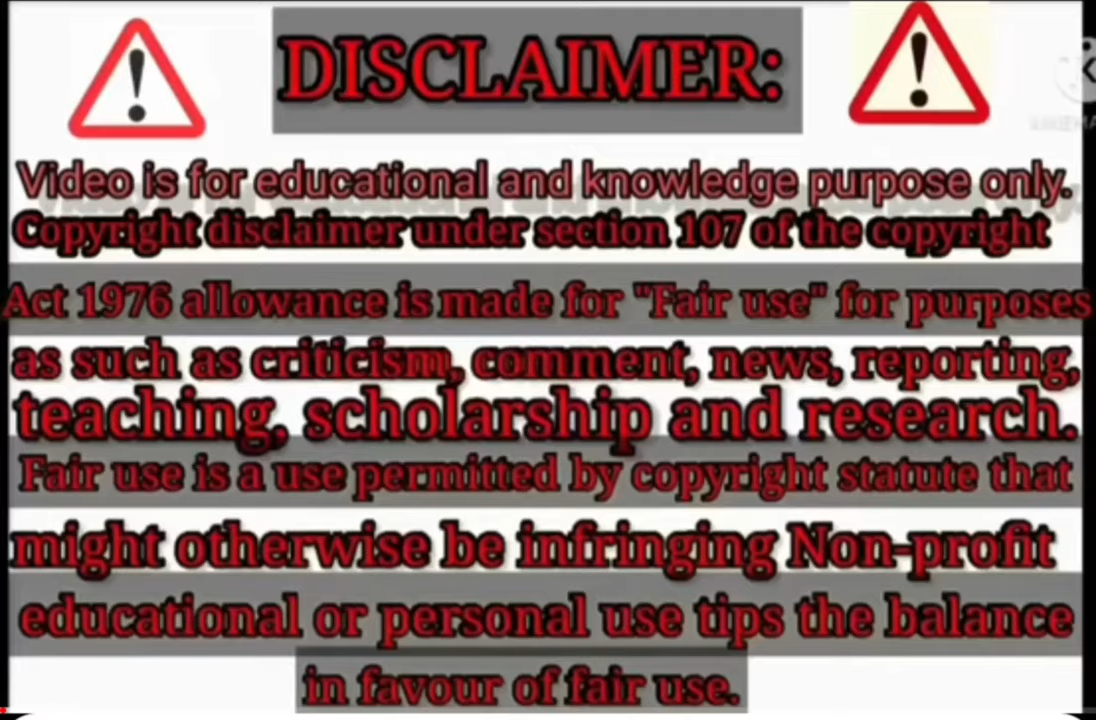 DISCLAIMER:
Video is for educational and knowledge purpose only.
Copyright disclaimer under section 107 of the copyright
Act 1976 allowance is made for "Fair use" for purposes
as such as criticism, comment, news, reporting,
teaching, scholarship and research.
Fair use is a use permitted by copyright statute that
might otherwise be infringing Non-profit
educational or personal use tips the balance
in favour of fair use.